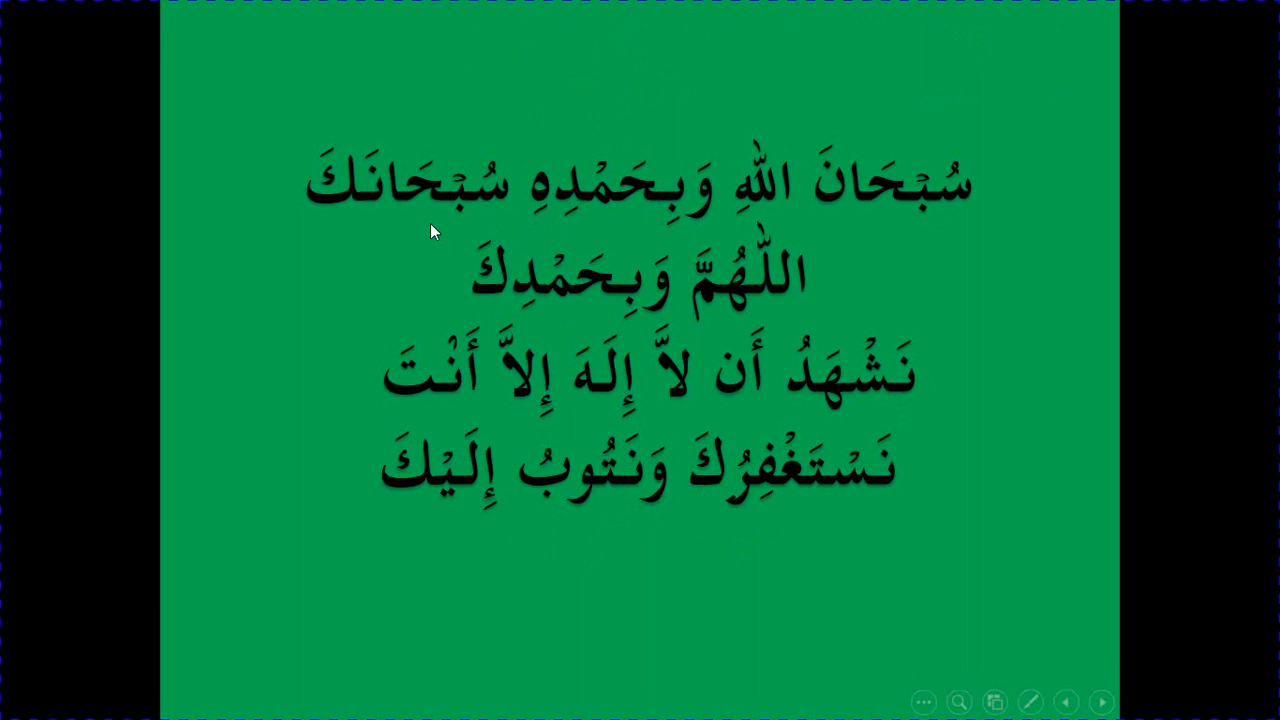 سُبْحَانَ اللّٰهِ وَبِحَمْدِهِ سُبْحَانَكَ
اللّٰهُمَّ وَبِحَمْدِكَ
نَشْهَدُ أَن لاَّ إِلَهَ إِلاَّ أَنْتَ
نَسْتَغْفِرُكَ وَنَتُوبُ إِلَيْكَ